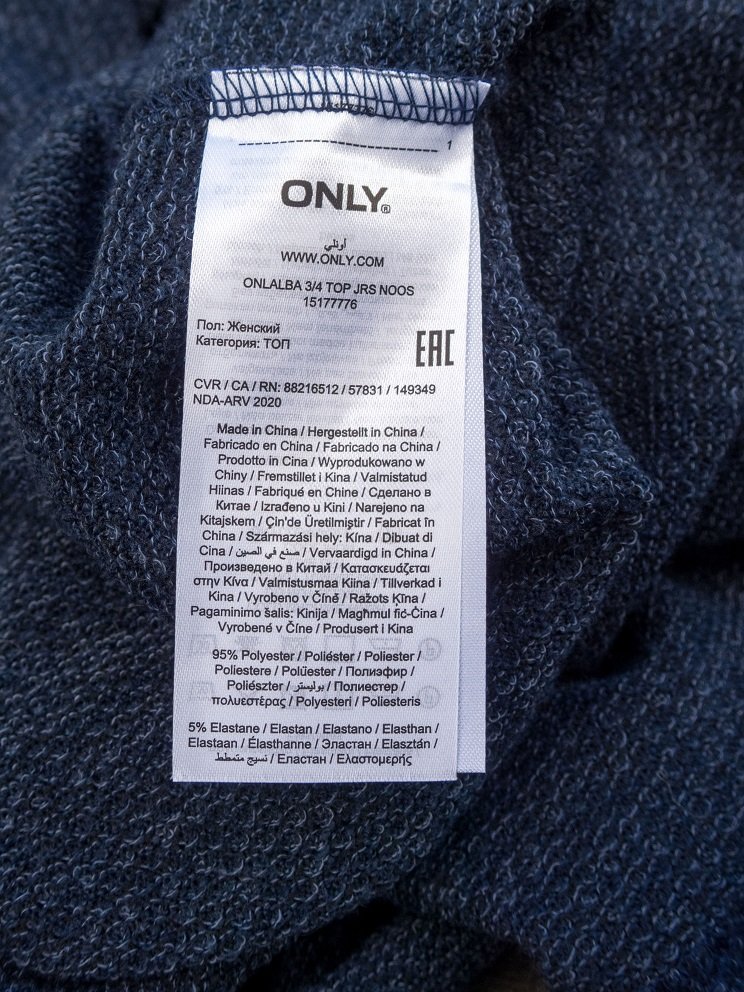 1
ONLY®
أونلي
WWW.ONLY.COM
ONLALBA 3/4 TOP JRS NOOS
15177776
Пол: Женский
Категория: ТОП
EAC
CVR / CA / RN: 88216512 / 57831 / 149349
NDA-ARV 2020
Made in China / Hergestellt in China /
Fabricado en China / Fabricado na China /
Prodotto in Cina / Wyprodukowano w
Chiny / Fremstillet i Kina / Valmistatud
Hiinas / Fabriqué en Chine / Сделано в
Китае / Izrađeno u Kini / Narejeno na
Kitajskem / Çin'de Üretilmiştir / Fabricat în
China / Származási hely: Kína / Dibuat di
Cina / صنع في الصين / Vervaardigd in China /
Произведено в Китай / Κατασκευάζεται
στην Κίνα / Valmistusmaa Kiina / Tillverkad i
Kina / Vyrobeno v Číně / Ražots Ķīna /
Pagaminimo šalis: Kinija / Magħmul fiċ-Ċina /
Vyrobené v Číne / Produsert i Kina
95% Polyester / Poliéster / Poliester /
Poliestere / Polüester / Полиэфир /
Poliészter / بوليستر / Полиестер /
πολυεστέρας / Polyesteri / Poliesteris
5% Elastane / Elastan / Elastano / Elasthan /
Elastaan / Élasthanne / Эластан / Elasztán /
نسيج متمطط / Еластан / Ελαστομερής